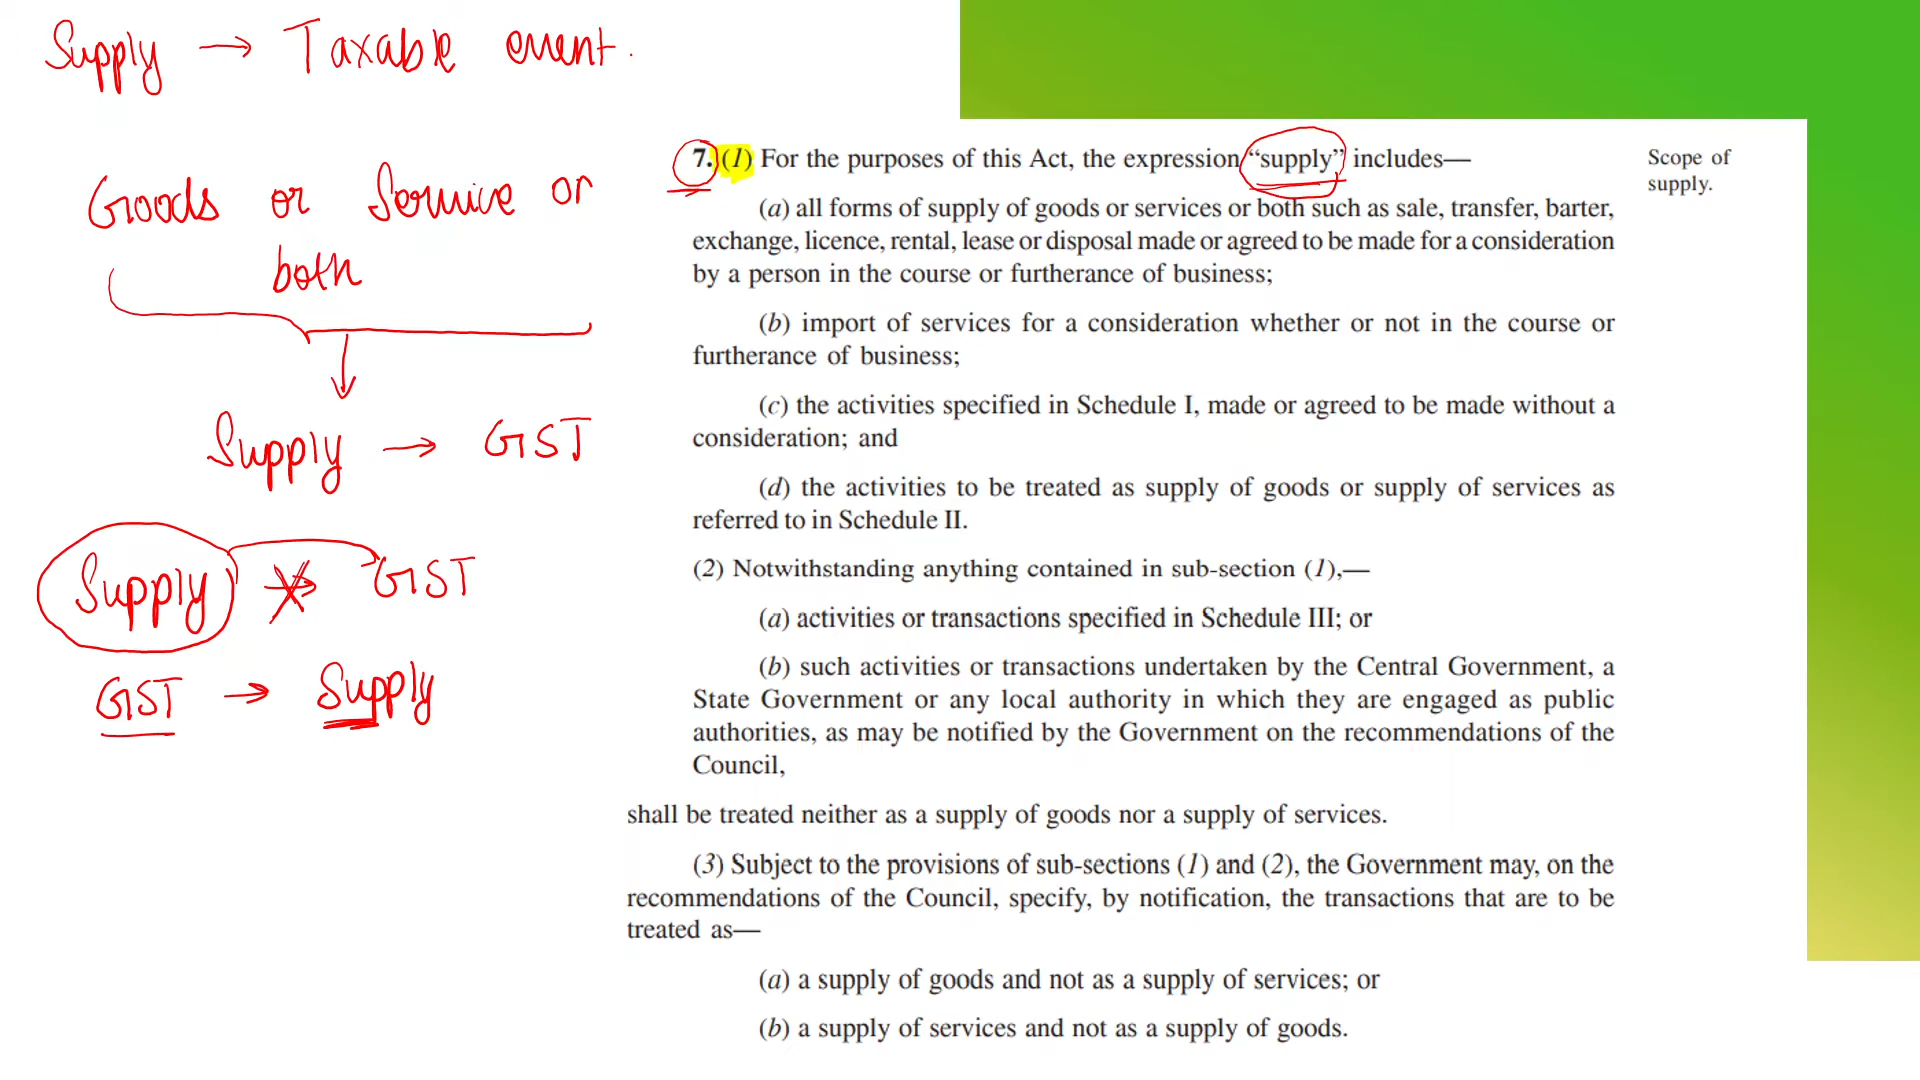 Supply → Taxable event.
Goods or Service or
both
Supply → GST
Supply → GST
GST → Supply
7. (1) For the purposes of this Act, the expression “supply” includes—
Scope of
supply.
(a) all forms of supply of goods or services or both such as sale, transfer, barter,
exchange, licence, rental, lease or disposal made or agreed to be made for a consideration
by a person in the course or furtherance of business;
(b) import of services for a consideration whether or not in the course or
furtherance of business;
(c) the activities specified in Schedule I, made or agreed to be made without a
consideration; and
(d) the activities to be treated as supply of goods or supply of services as
referred to in Schedule II.
(2) Notwithstanding anything contained in sub-section (1),—
(a) activities or transactions specified in Schedule III; or
(b) such activities or transactions undertaken by the Central Government, a
State Government or any local authority in which they are engaged as public
authorities, as may be notified by the Government on the recommendations of the
Council,
shall be treated neither as a supply of goods nor a supply of services.
(3) Subject to the provisions of sub-sections (1) and (2), the Government may, on the
recommendations of the Council, specify, by notification, the transactions that are to be
treated as—
(a) a supply of goods and not as a supply of services; or
(b) a supply of services and not as a supply of goods.